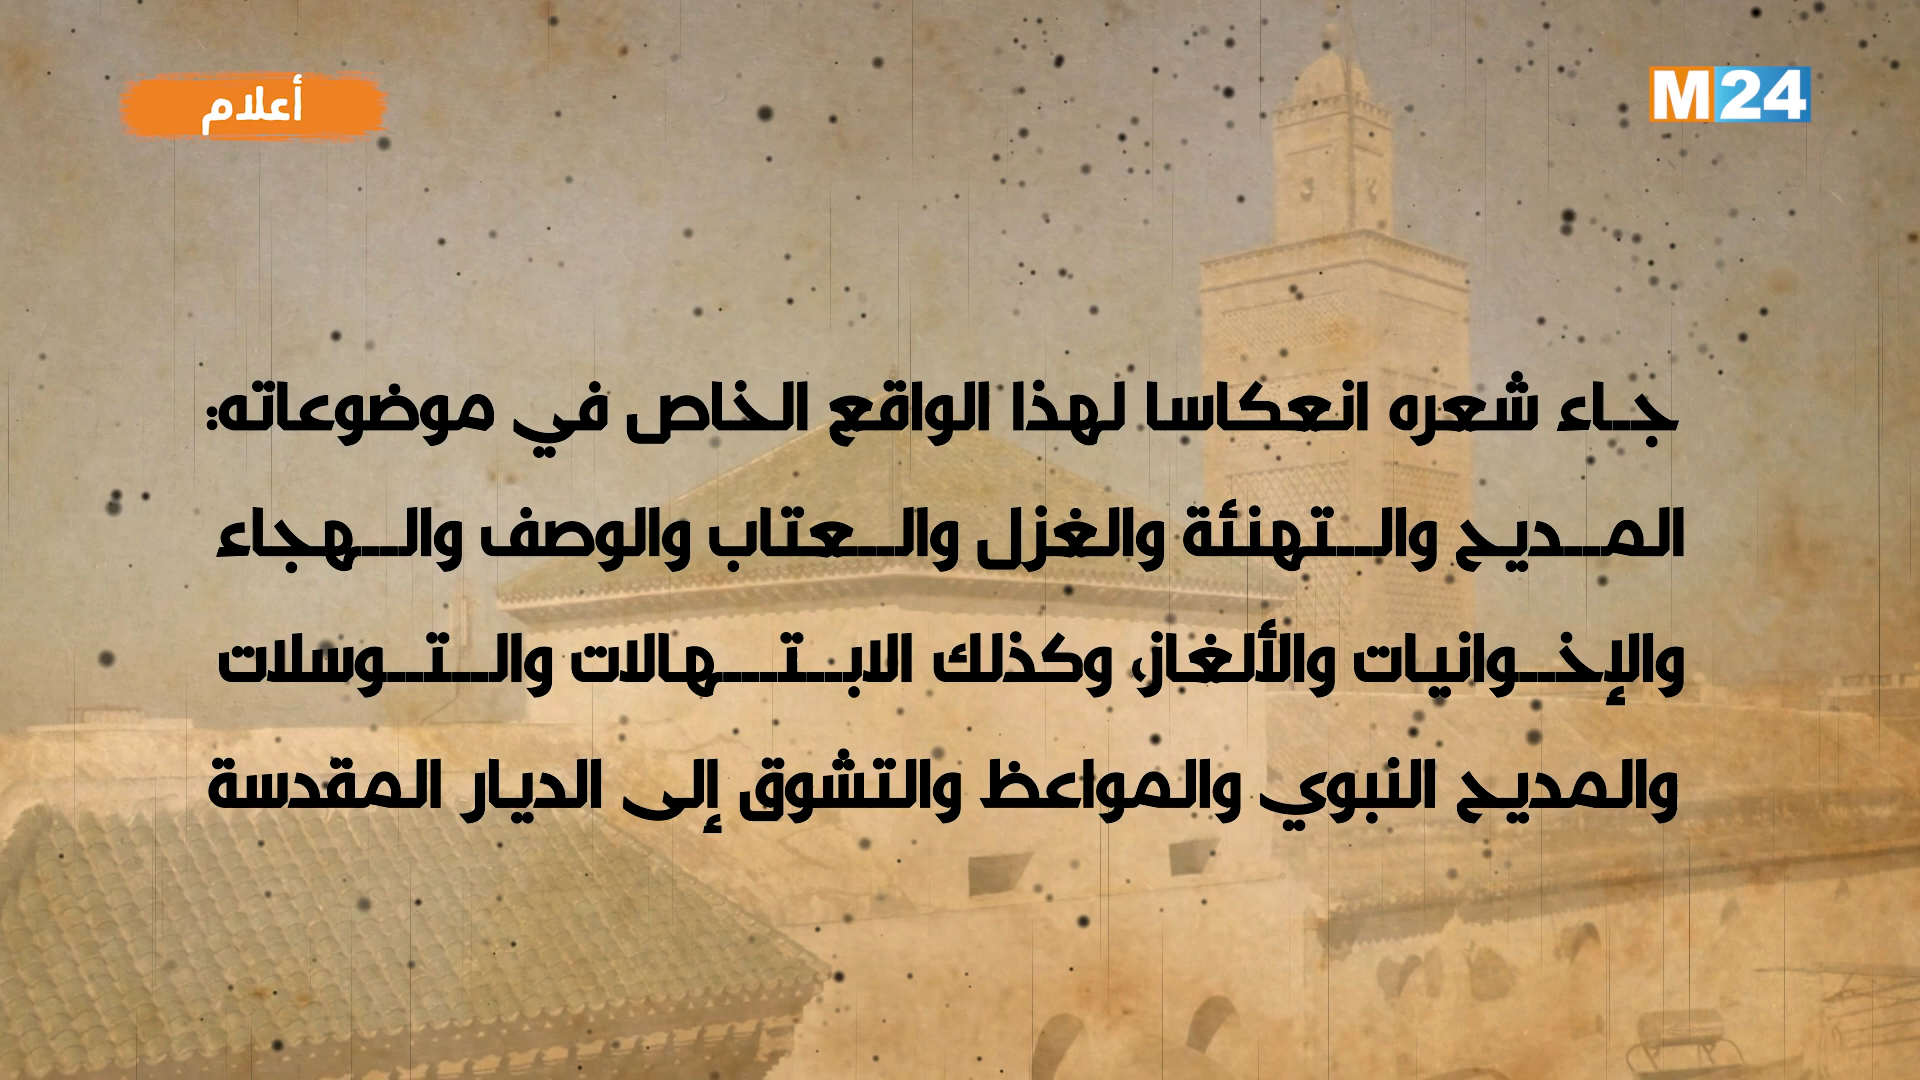 أعلام
M24
جاء شعره انعكاسا لهذا الواقع الخاص في موضوعاته:
المديح والتهنئة والغزل والعتاب والوصف والهجاء
والإخوانيات والألغاز، وكذلك الابتهالات والتوسلات
والمديح النبوي والمواعظ والتشوق إلى الديار المقدسة